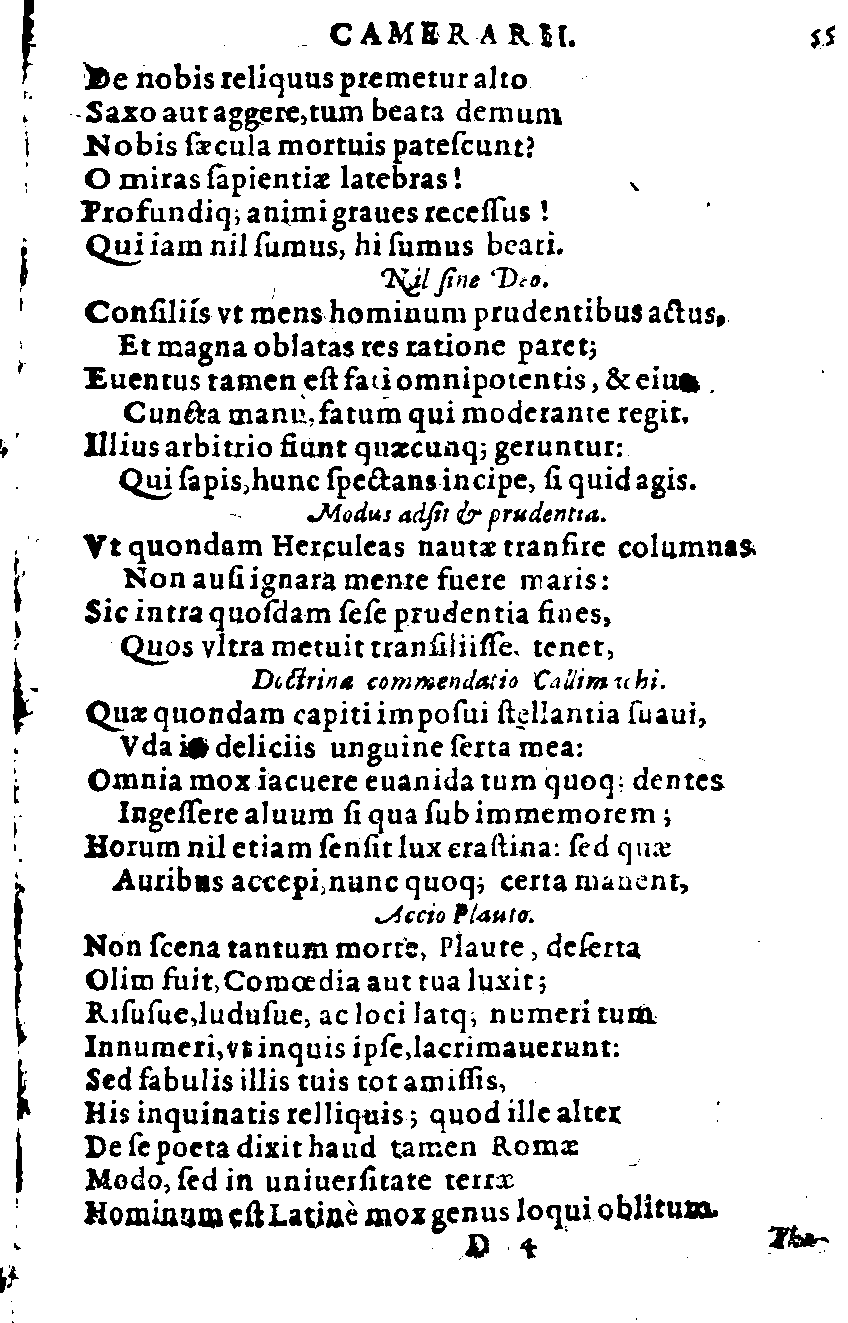 CAMERARII. 55
De nobis reliquus premetur alto
Saxo aut aggere, tum beata demum
Nobis ſæcula mortuis pateſcunt?
O miras ſapientiæ latebras!
Profundiq; animi graues receſſus!
Qui iam nil ſumus, hi ſumus beati.
Nil ſine Deo.
Conſiliis vt mens hominum prudentibus actus,
Et magna oblatas res ratione paret;
Euentus tamen eſt fati omnipotentis, & eius
Cuncta manu, fatum qui moderante regit.
Illius arbitrio fiunt quæcunq; geruntur:
Qui ſapis, hunc ſpectans incipe, ſi quid agis.
Modus adſit & prudentia.
Vt quondam Herculeas nautæ tranſire columnas
Non auſi ignara mente fuere maris:
Sic intra quoſdam ſeſe prudentia fines,
Quos vltra metuit tranſiliiſſe, tenet,
Doctrina commendatio Callimachi.
Quæ quondam capiti impoſui ſtellantia ſuaui,
Vda in deliciis unguine ſerta mea:
Omnia mox iacuere euanida tum quoq; dentes
Ingeſſere aluum ſi qua ſub immemorem;
Horum nil etiam ſenſit lux craſtina: ſed quæ
Auribus accepi, nunc quoq; certa manent,
Accio Plauto.
Non ſcena tantum morte, Plaute, deſerta
Olim fuit, Comœdia aut tua luxit;
Riſuſue, luduſue, ac loci latq; numeri tum
Innumeri, vt inquis ipſe, lacrimauerunt:
Sed fabulis illis tuis tot amiſſis,
His inquinatis relliquis; quod ille alter
De ſe poeta dixit haud tamen Romæ
Modo, ſed in uniuerſitate terræ
Hominum eſt Latinè mox genus loqui oblitum.
D 4